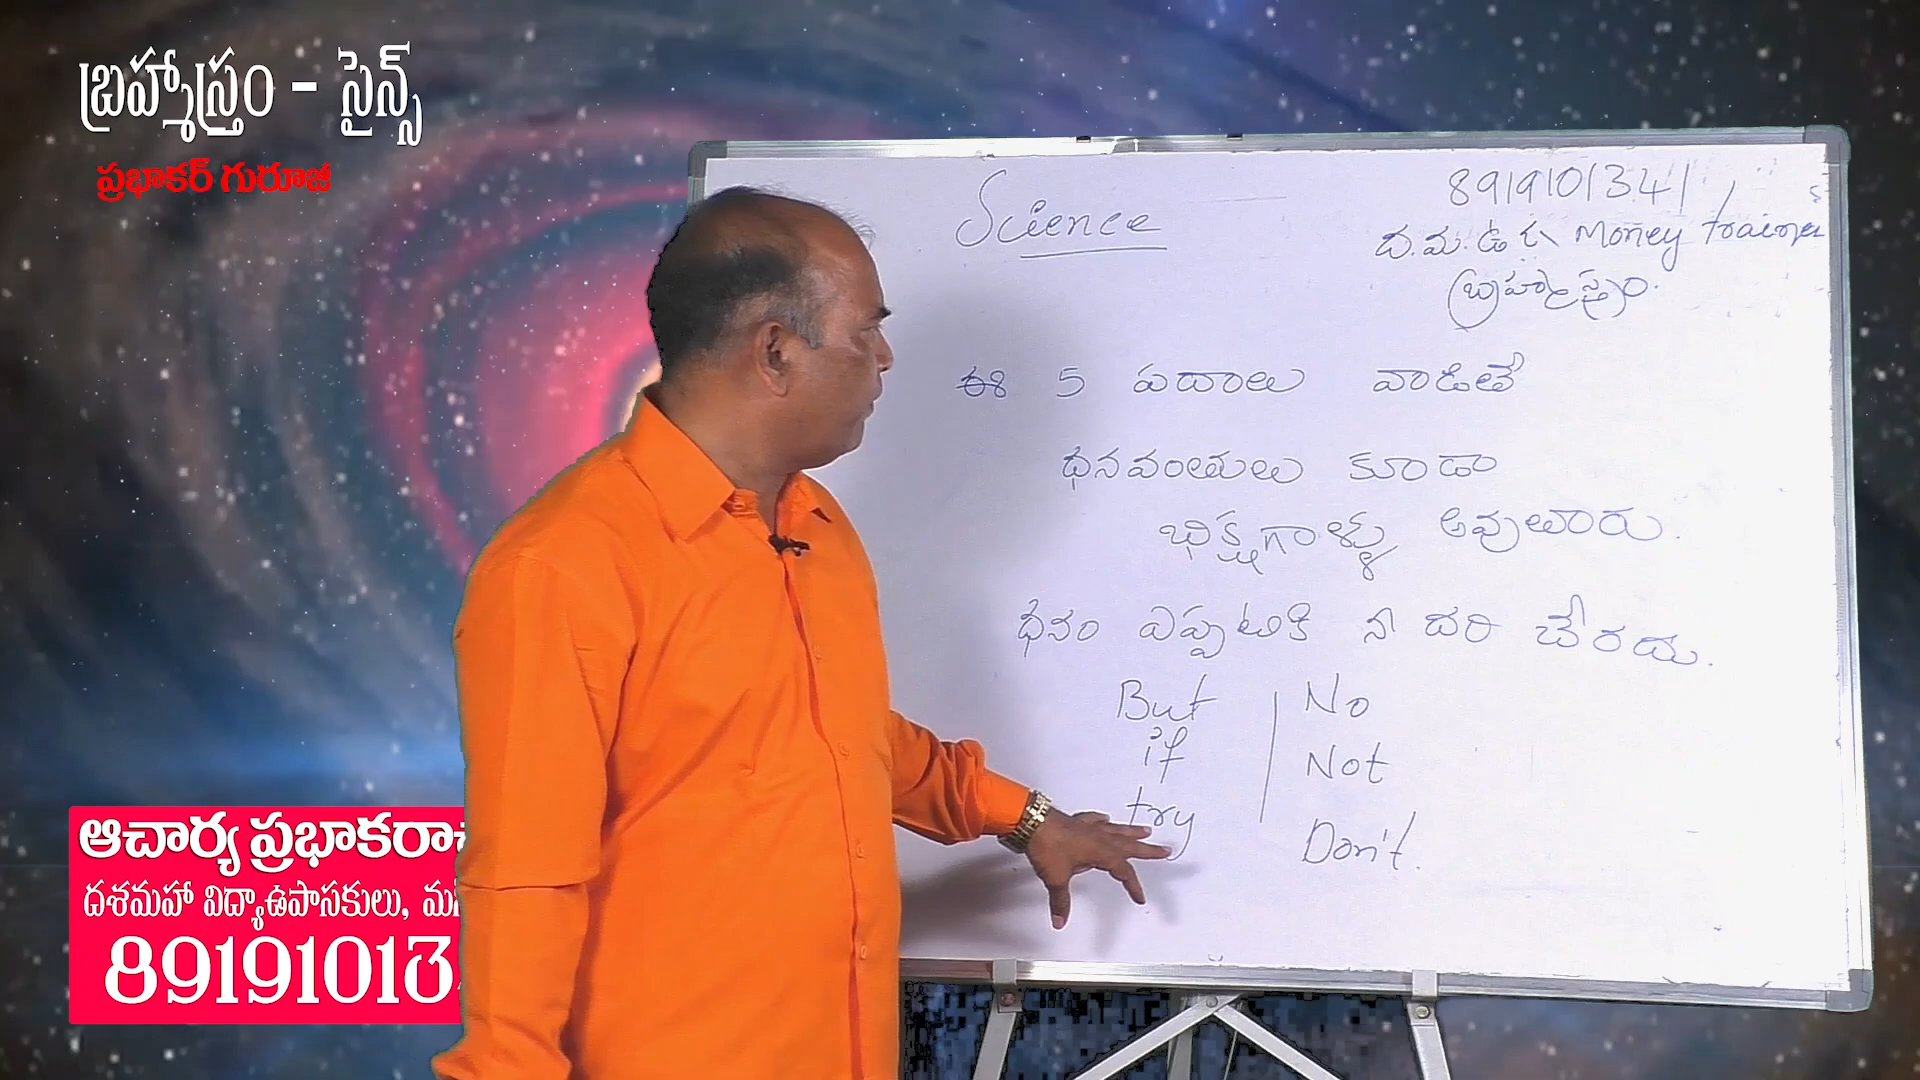 బ్రహ్మాస్త్రం - సైన్స్
ప్రభాకర్ గురూజీ
8919101341
Science
ద.మ.ఉ Money trainer
బ్రహ్మాస్త్రం.
ఈ 5 పదాలు వాడితే
ధనవంతులు కూడా
భిక్షగాళ్ళు అవుతారు.
ధనం ఎప్పటికి నీ దరి చేరదు.
But | No
if | Not
try | Don't.
ఆచార్య ప్రభాకరాచ
దశమహా విద్యాఉపాసకులు,
891910134